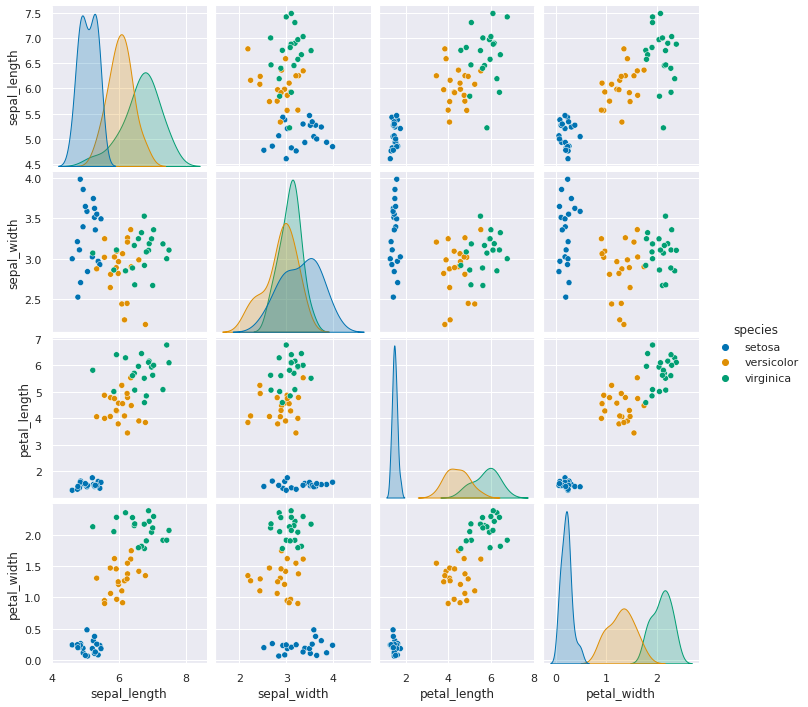 7.5
7.0
6.5
6.0
5.5
5.0
4.5
sepal_length
4.0
3.5
3.0
2.5
sepal_width
7
6
5
4
3
2
petal_length
2.0
1.5
1.0
0.5
0.0
petal_width
4 6 8
sepal_length
2 3 4
sepal_width
2 4 6 8
petal_length
0 1 2
petal_width
species
setosa
versicolor
virginica